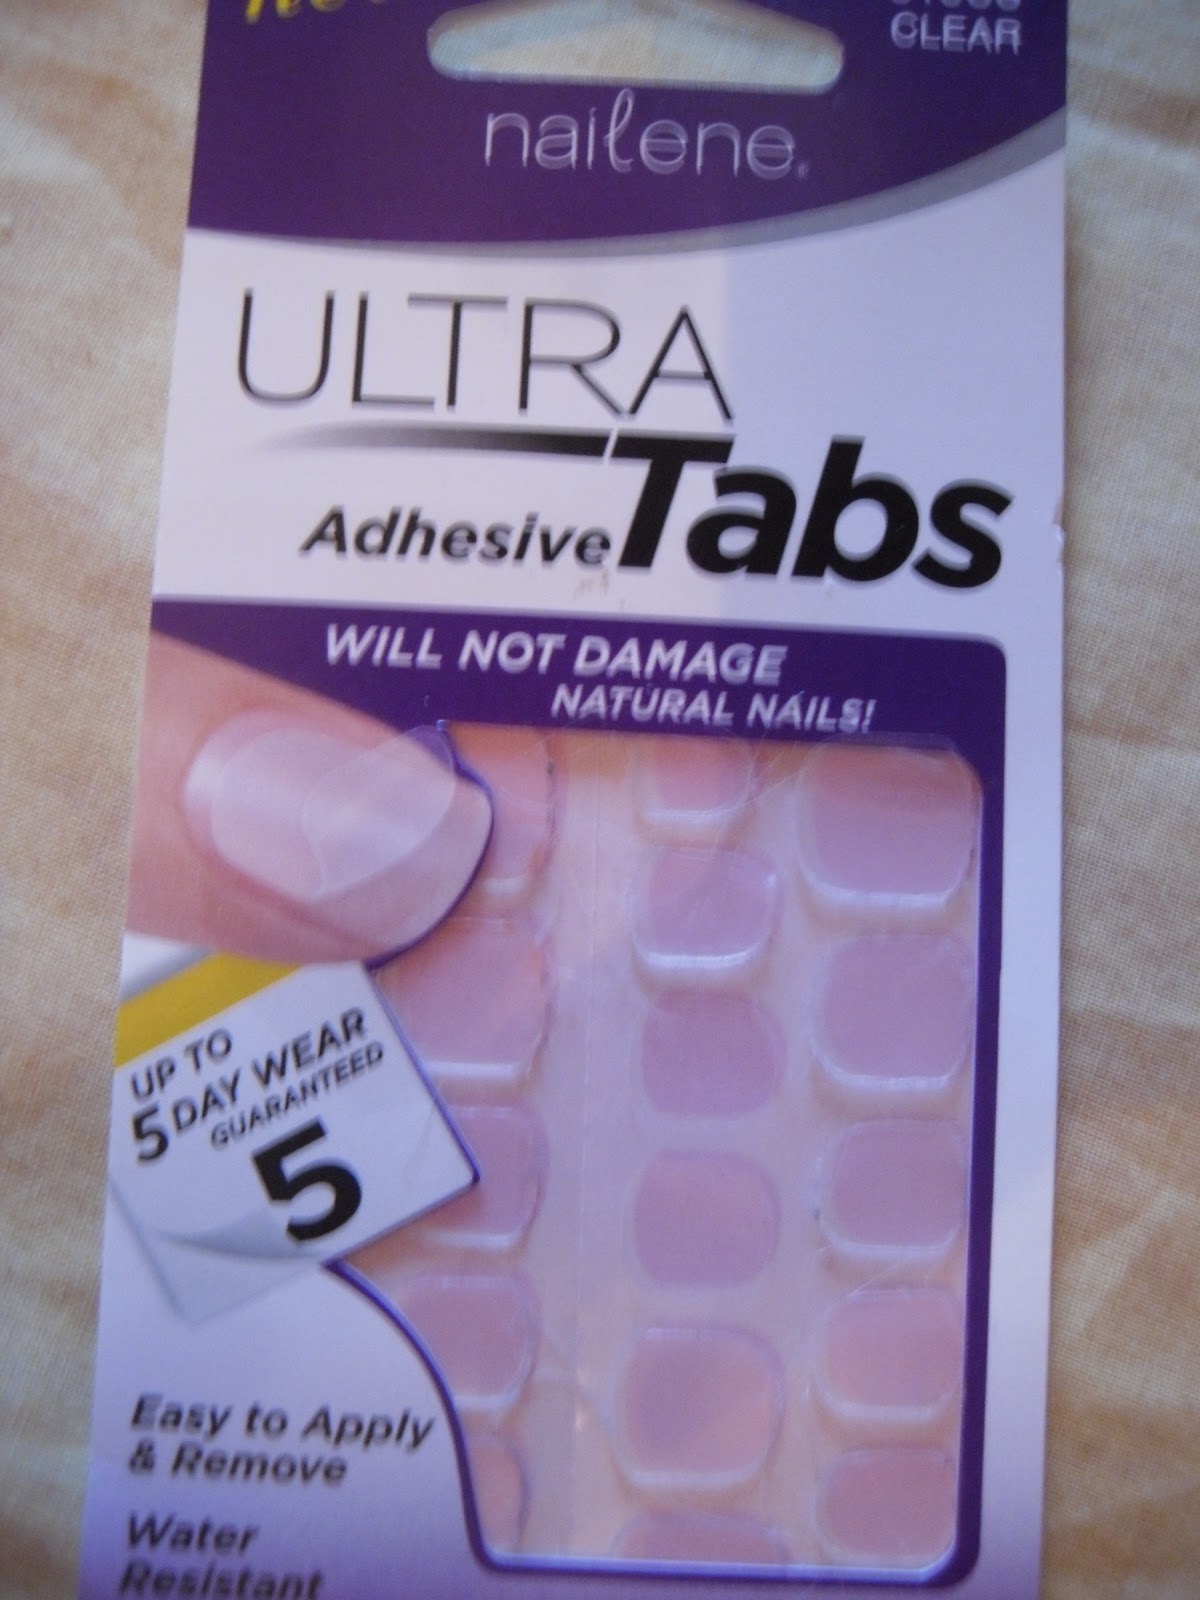 CLEAR
nailene®
ULTRA
Adhesive Tabs
WILL NOT DAMAGE
NATURAL NAILS!
UP TO
5 DAY WEAR
GUARANTEED
5
Easy to Apply
& Remove
Water
Resistant